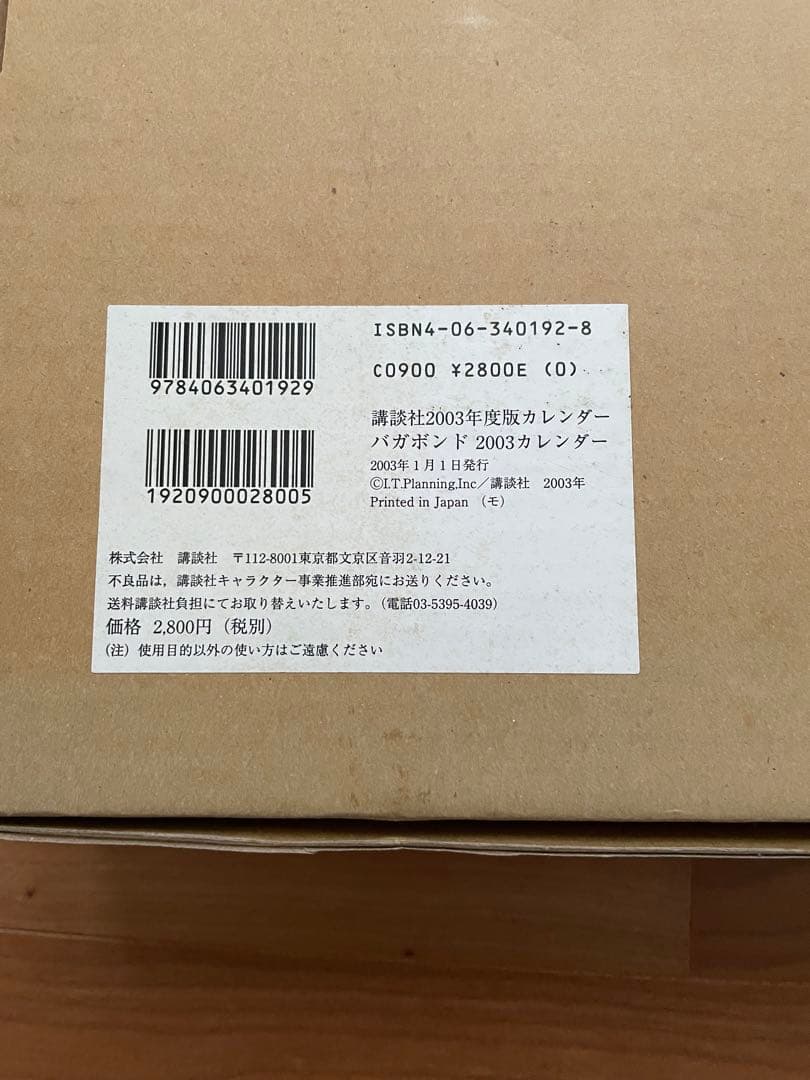 9784063401929
1920900028005
ISBN4-06-340192-8
C0900 ¥2800E (0)
講談社2003年度版カレンダー
バガボンド 2003カレンダー
2003年1月1日発行
©I.T.Planning,Inc／講談社　2003年
Printed in Japan （モ）
株式会社　講談社　〒112-8001東京都文京区音羽2-12-21
不良品は，講談社キャラクター事業推進部宛にお送りください。
送料講談社負担にてお取り替えいたします。（電話03-5395-4039）
価格 2,800円（税別）
（注）使用目的以外の使い方はご遠慮ください